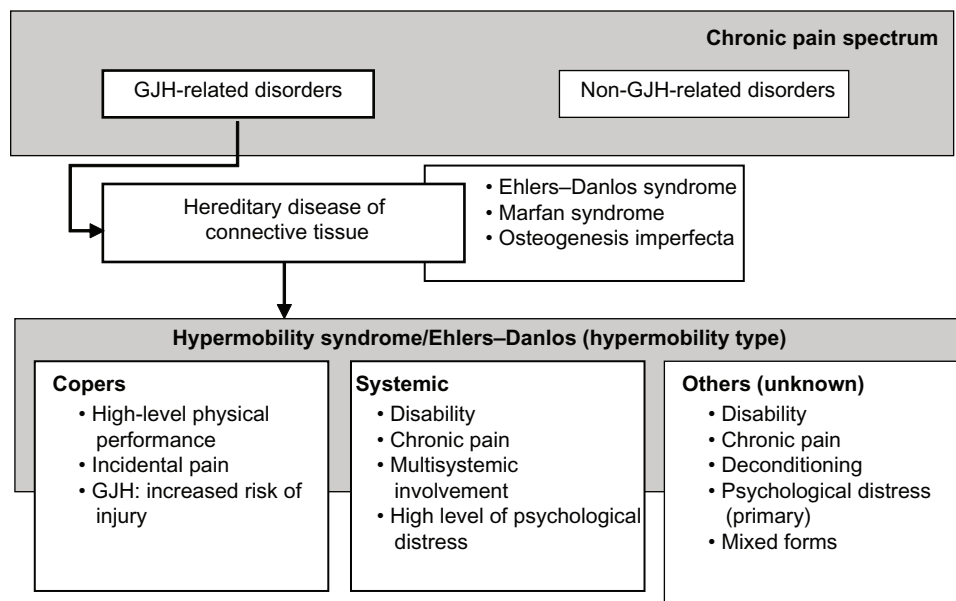 Chronic pain spectrum
GJH-related disorders
Non-GJH-related disorders
Hereditary disease of
connective tissue
• Ehlers–Danlos syndrome
• Marfan syndrome
• Osteogenesis imperfecta
Hypermobility syndrome/Ehlers–Danlos (hypermobility type)
Copers
• High-level physical
performance
• Incidental pain
• GJH: increased risk of
injury
Systemic
• Disability
• Chronic pain
• Multisystemic
involvement
• High level of psychological
distress
Others (unknown)
• Disability
• Chronic pain
• Deconditioning
• Psychological distress
(primary)
• Mixed forms